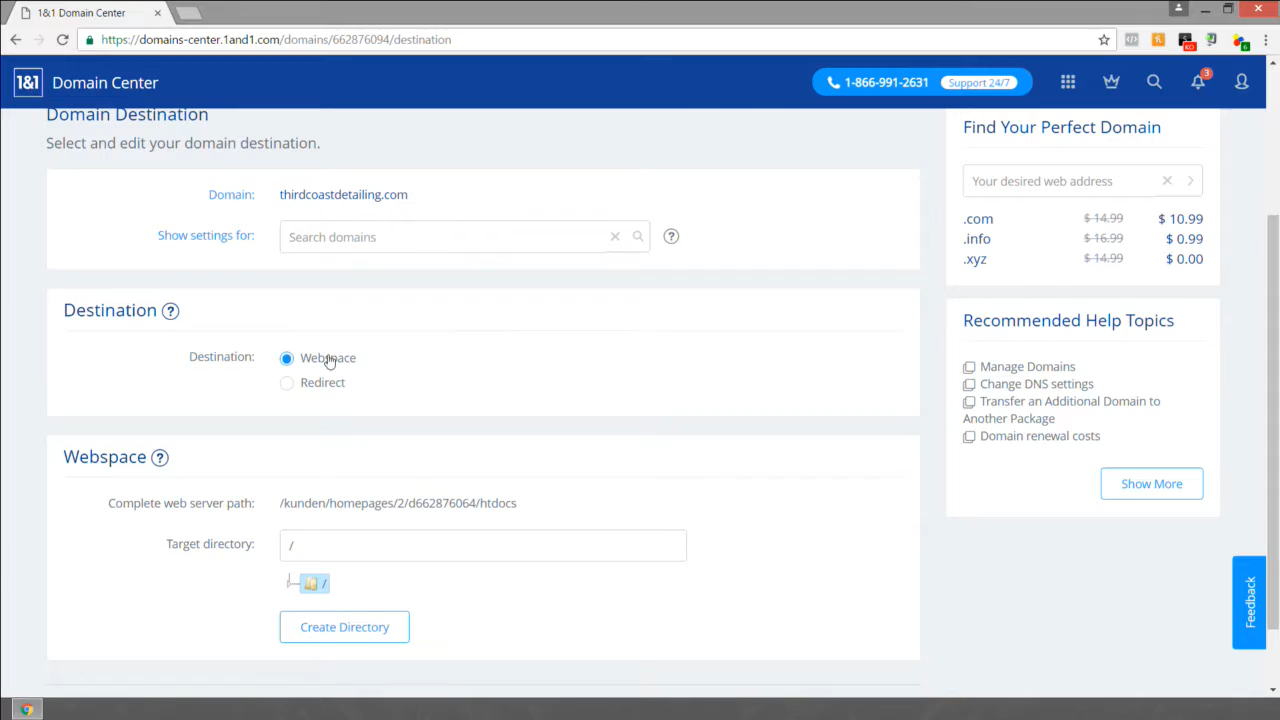 1&1 Domain Center
https://domains-center.1and1.com/domains/662876094/destination
KO
6
1&1 Domain Center
1-866-991-2631 Support 24/7
3
Domain Destination
Select and edit your domain destination.
Domain: thirdcoastdetailing.com
Show settings for: Search domains ?
Destination ?
Destination: Webspace
Redirect
Webspace ?
Complete web server path: /kunden/homepages/2/d662876064/htdocs
Target directory: /
/
Create Directory
Find Your Perfect Domain
Your desired web address
.com $ 14.99 $ 10.99
.info $ 16.99 $ 0.99
.xyz $ 14.99 $ 0.00
Recommended Help Topics
Manage Domains
Change DNS settings
Transfer an Additional Domain to
Another Package
Domain renewal costs
Show More
Feedback